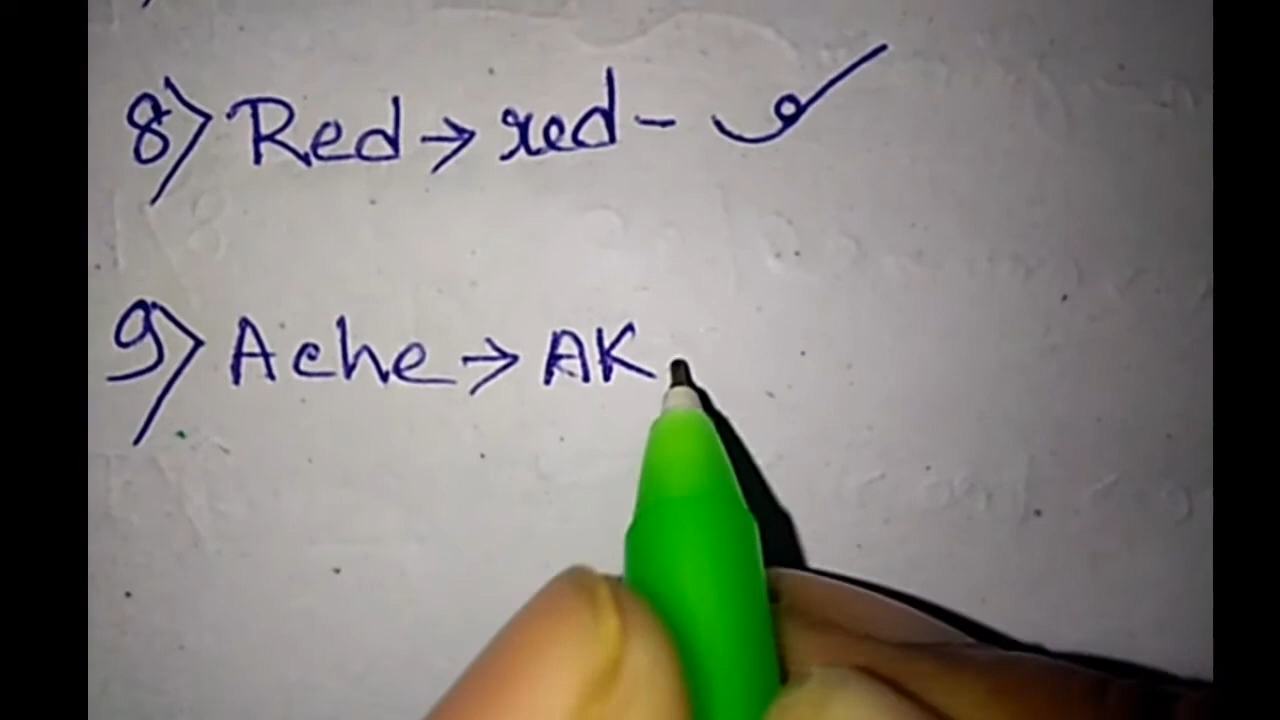 8) Red → red -
9) Ache → AK